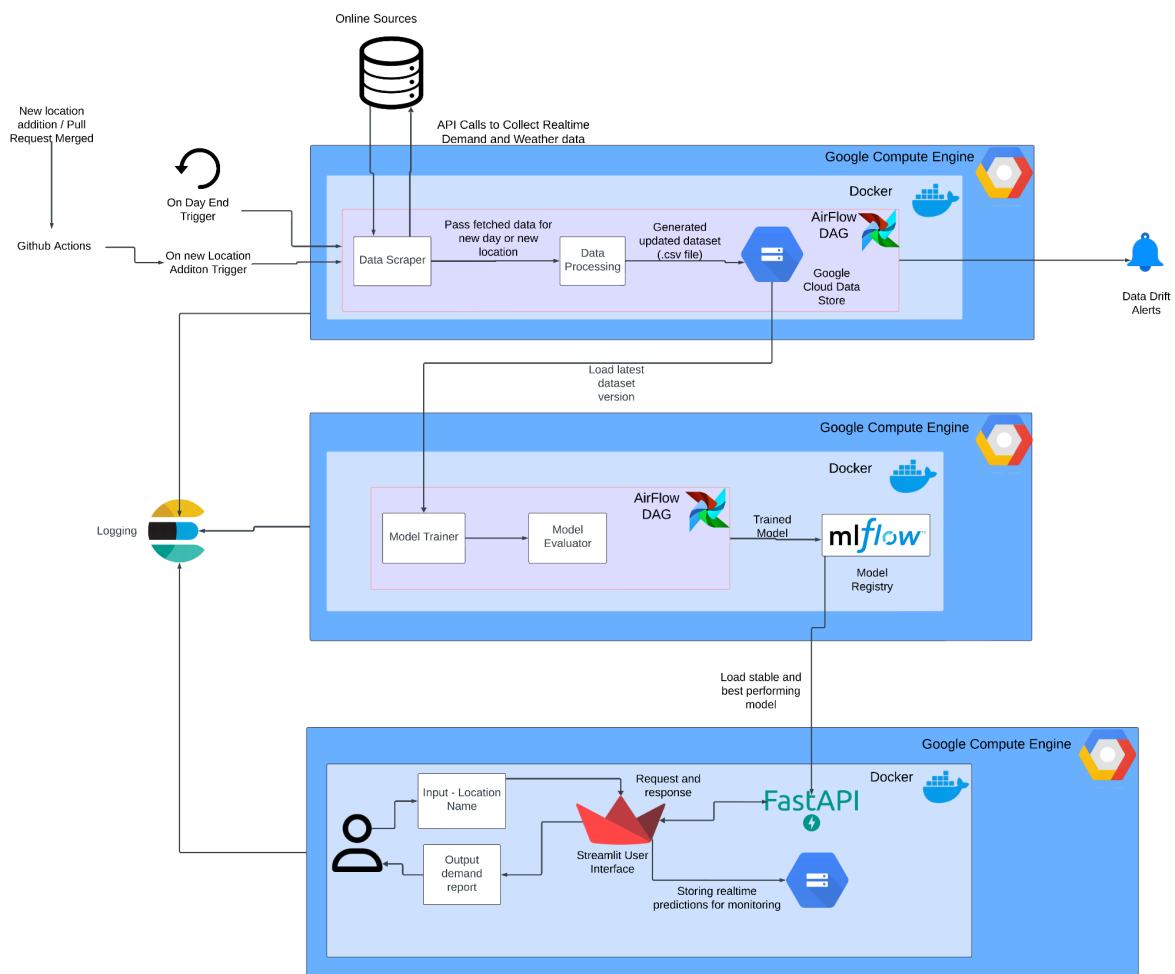 Online Sources
New location
addition / Pull
Request Merged
API Calls to Collect Realtime
Demand and Weather data
Google Compute Engine
On Day End
Trigger
Docker
Github Actions
On new Location
Additon Trigger
Data Scraper
Pass fetched data for
new day or new
location
Data
Processing
Generated
updated dataset
(.csv file)
AirFlow
DAG
Google
Cloud Data
Store
Data Drift
Alerts
Load latest
dataset
version
Google Compute Engine
Docker
AirFlow
DAG
Logging
Model Trainer
Model
Evaluator
Trained
Model
mlflow
TM
Model
Registry
Load stable and
best performing
model
Google Compute Engine
Docker
Input - Location
Name
Request and
response
FastAPI
Streamlit User
Interface
Output
demand
report
Storing realtime
predictions for monitoring